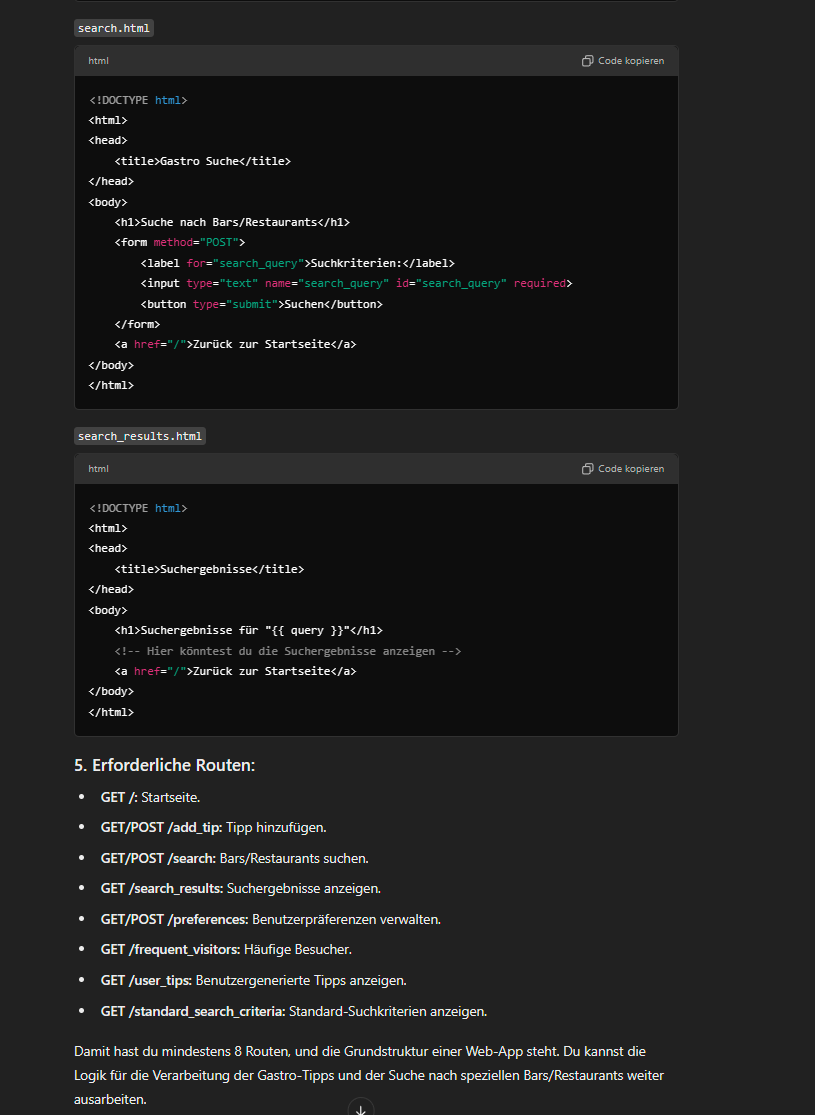 search.html
html
Code kopieren
<!DOCTYPE html>
<html>
<head>
    <title>Gastro Suche</title>
</head>
<body>
    <h1>Suche nach Bars/Restaurants</h1>
    <form method="POST">
        <label for="search_query">Suchkriterien:</label>
        <input type="text" name="search_query" id="search_query" required>
        <button type="submit">Suchen</button>
    </form>
    <a href="/">Zurück zur Startseite</a>
</body>
</html>
search_results.html
html
Code kopieren
<!DOCTYPE html>
<html>
<head>
    <title>Suchergebnisse</title>
</head>
<body>
    <h1>Suchergebnisse für "{{ query }}"</h1>
    <!-- Hier könntest du die Suchergebnisse anzeigen -->
    <a href="/">Zurück zur Startseite</a>
</body>
</html>
5. Erforderliche Routen:
• GET /: Startseite.
• GET/POST /add_tip: Tipp hinzufügen.
• GET/POST /search: Bars/Restaurants suchen.
• GET /search_results: Suchergebnisse anzeigen.
• GET/POST /preferences: Benutzerpräferenzen verwalten.
• GET /frequent_visitors: Häufige Besucher.
• GET /user_tips: Benutzergenerierte Tipps anzeigen.
• GET /standard_search_criteria: Standard-Suchkriterien anzeigen.
Damit hast du mindestens 8 Routen, und die Grundstruktur einer Web-App steht. Du kannst die
Logik für die Verarbeitung der Gastro-Tipps und der Suche nach speziellen Bars/Restaurants weiter
ausarbeiten.